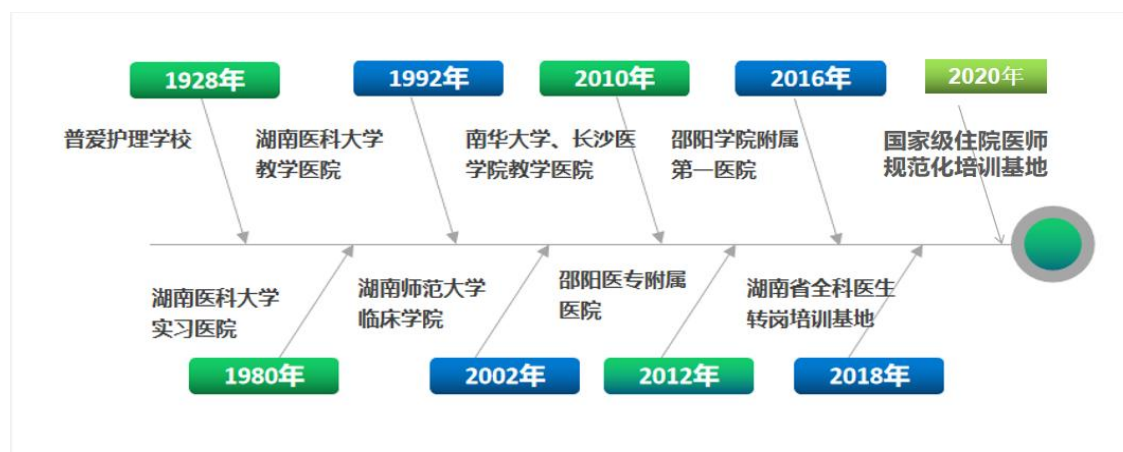 1928年
1992年
2010年
2016年
2020年
普爱护理学校
湖南医科大学
教学医院
南华大学、长沙医
学院教学医院
邵阳学院附属
第一医院
国家级住院医师
规范化培训基地
湖南医科大学
实习医院
湖南师范大学
临床学院
邵阳医专附属
医院
湖南省全科医生
转岗培训基地
1980年
2002年
2012年
2018年